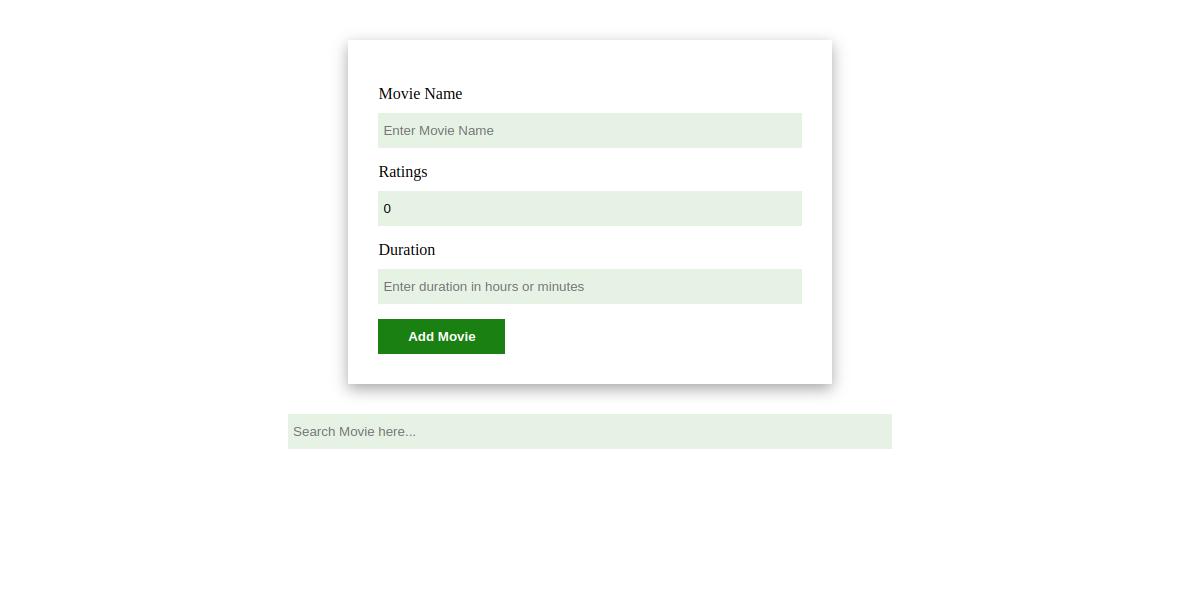 Movie Name
Enter Movie Name
Ratings
0
Duration
Enter duration in hours or minutes
Add Movie
Search Movie here...